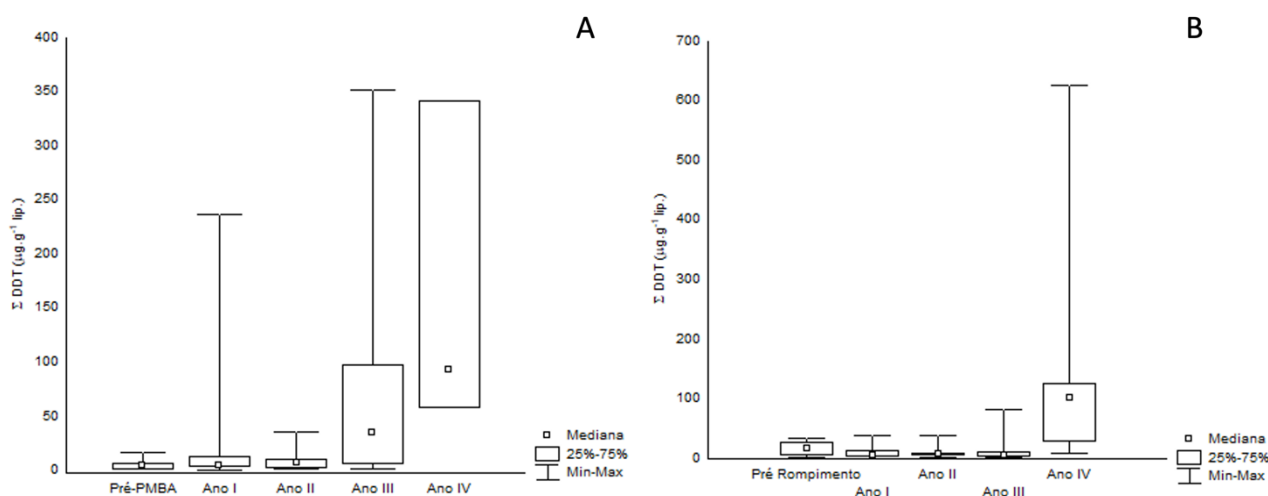 A
400
350
300
250
200
150
100
50
0
Σ DDT (µg.g⁻¹ lip.)
Pré-PMBA
Ano I
Ano II
Ano III
Ano IV
Mediana
25%-75%
Min-Max
B
700
600
500
400
300
200
100
0
Σ DDT (µg.g⁻¹ lip.)
Pré Rompimento
Ano I
Ano II
Ano III
Ano IV
Mediana
25%-75%
Min-Max